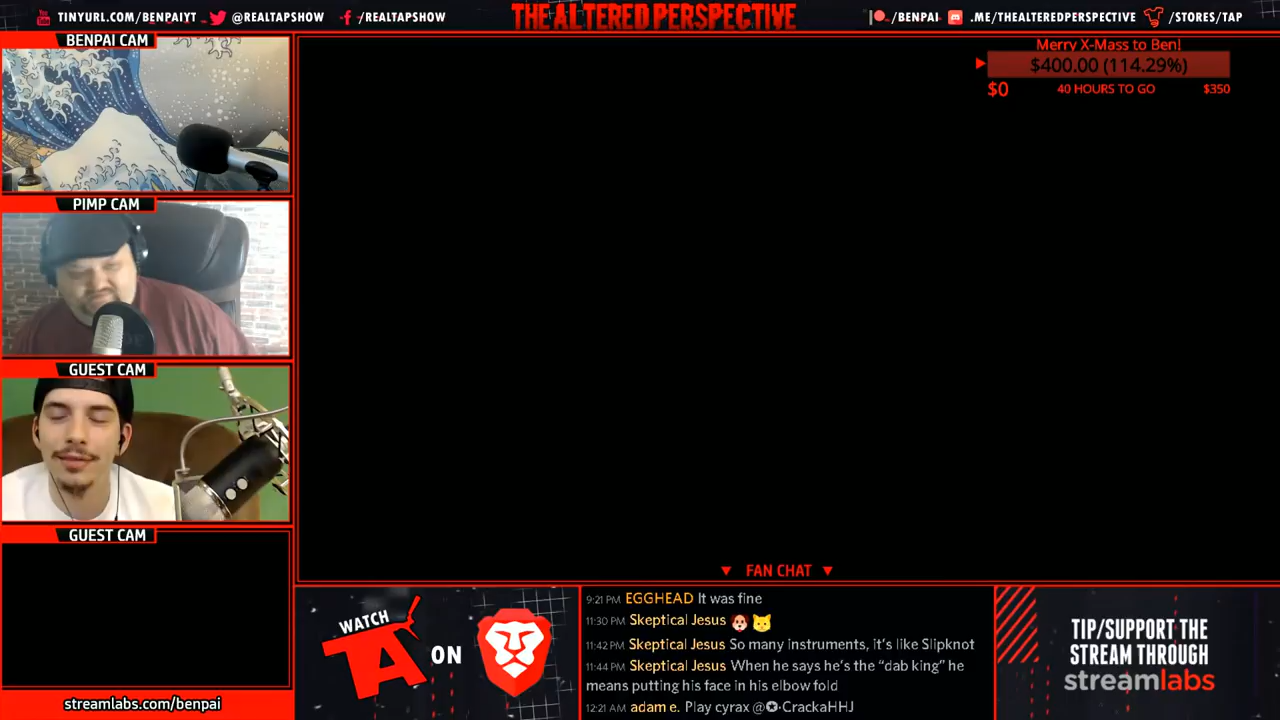 TINYURL.COM/BENPAIYT @REALTAPSHOW /REALTAPSHOW THE ALTERED PERSPECTIVE /BENPAI .ME/THEALTEREDPERSPECTIVE /STORES/TAP
BENPAI CAM
Merry X-Mass to Ben!
$400.00 (114.29%)
$0 40 HOURS TO GO $350
PIMP CAM
GUEST CAM
GUEST CAM
FAN CHAT
WATCH
TA ON
9:21 PM EGGHEAD It was fine
11:30 PM Skeptical Jesus
11:42 PM Skeptical Jesus So many instruments, it's like Slipknot
11:44 PM Skeptical Jesus When he says he's the “dab king” he
means putting his face in his elbow fold
12:21 AM adam e. Play cyrax @✪•CrackaHHJ
TIP/SUPPORT THE
STREAM THROUGH
streamlabs
streamlabs.com/benpai